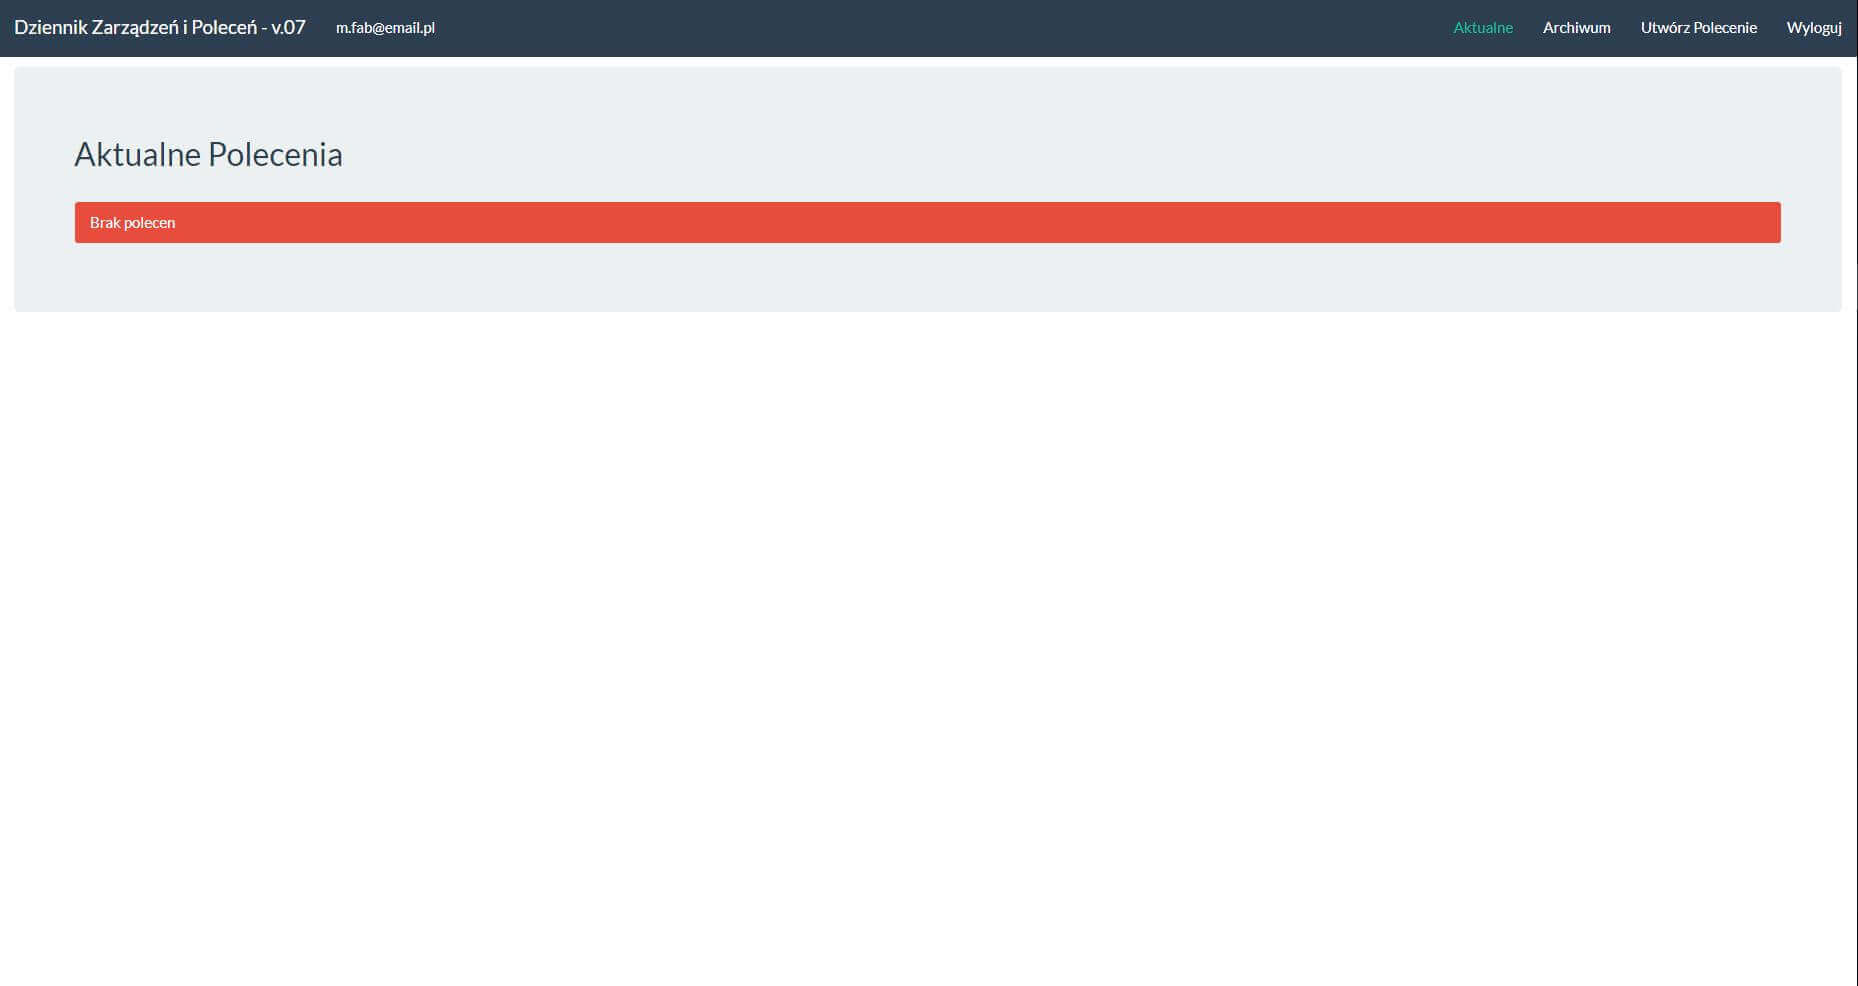 Dziennik Zarządzeń i Poleceń - v.07 m.fab@email.pl Aktualne Archiwum Utwórz Polecenie Wyloguj
Aktualne Polecenia
Brak polecen